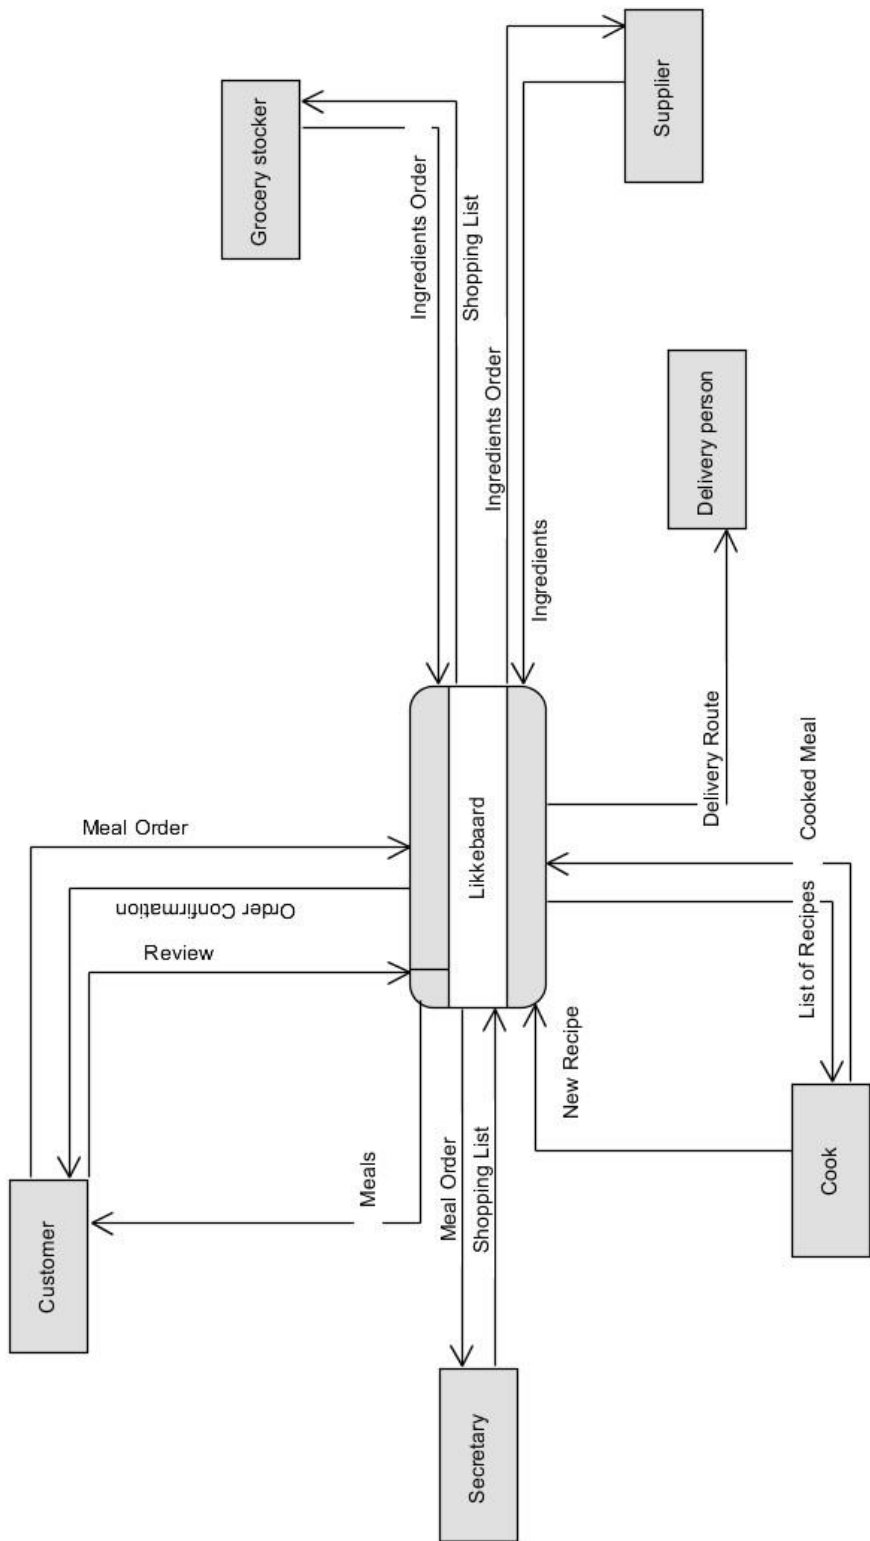 Grocery stocker
Supplier
Ingredients Order
Shopping List
Ingredients Order
Ingredients
Delivery person
Meal Order
Order Confirmation
Review
Likkebaard
Delivery Route
Cooked Meal
List of Recipes
New Recipe
Meals
Meal Order
Shopping List
Customer
Secretary
Cook